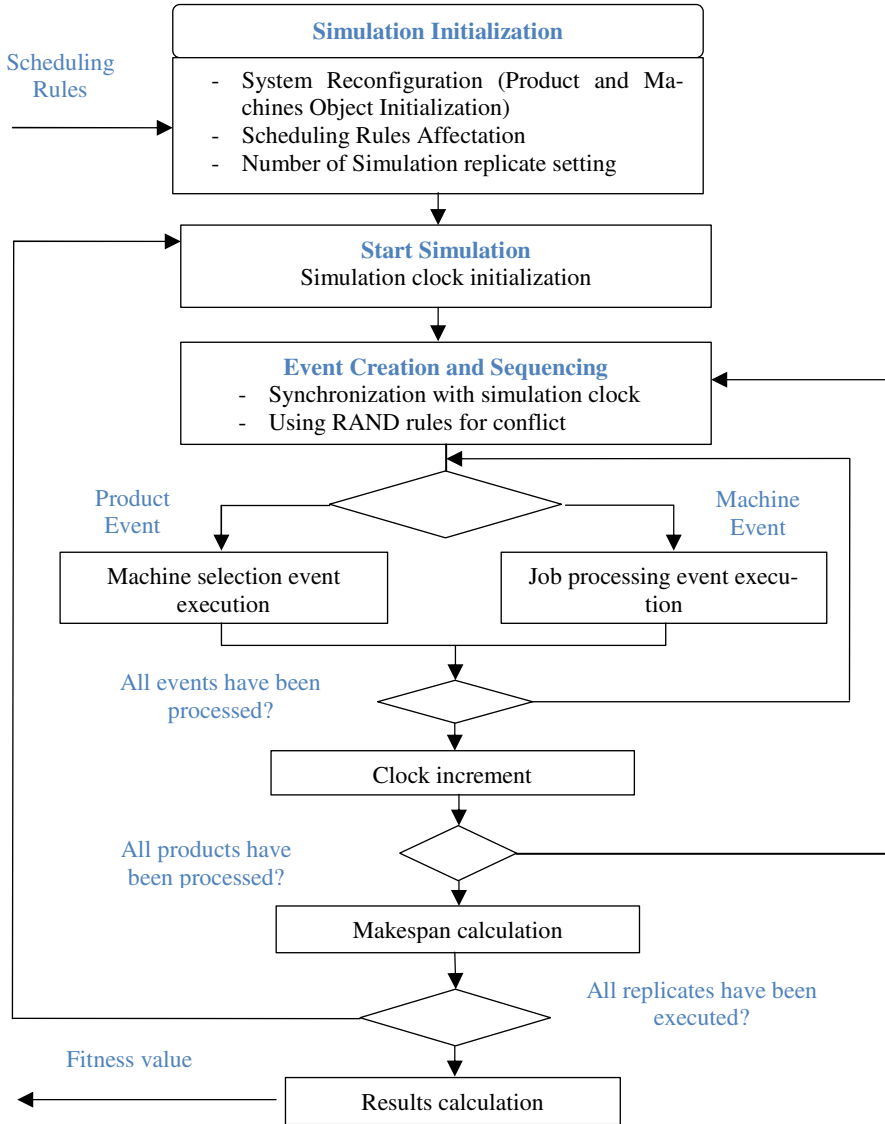 Simulation Initialization
Scheduling
Rules
- System Reconfiguration (Product and Ma-
chines Object Initialization)
- Scheduling Rules Affectation
- Number of Simulation replicate setting
Start Simulation
Simulation clock initialization
Event Creation and Sequencing
- Synchronization with simulation clock
- Using RAND rules for conflict
Product
Event
Machine
Event
Machine selection event
execution
Job processing event execu-
tion
All events have been
processed?
Clock increment
All products have
been processed?
Makespan calculation
All replicates have been
executed?
Fitness value
Results calculation